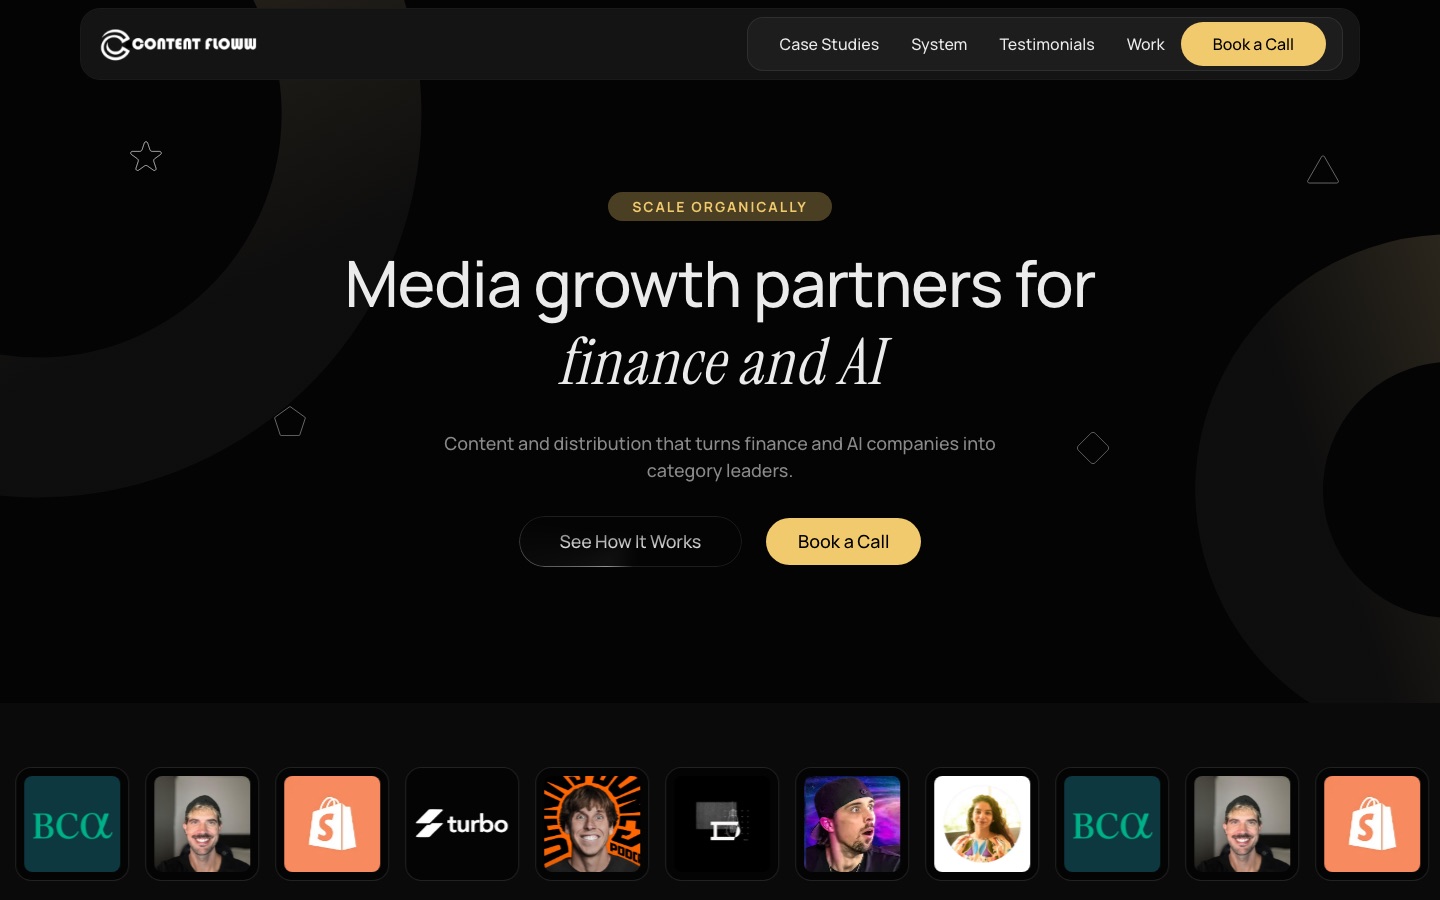 CONTENT FLOWW
Case Studies
System
Testimonials
Work
Book a Call
SCALE ORGANICALLY
Media growth partners for
finance and AI
Content and distribution that turns finance and AI companies into
category leaders.
See How It Works
Book a Call
BCα
S
turbo
PODC
BCα
S